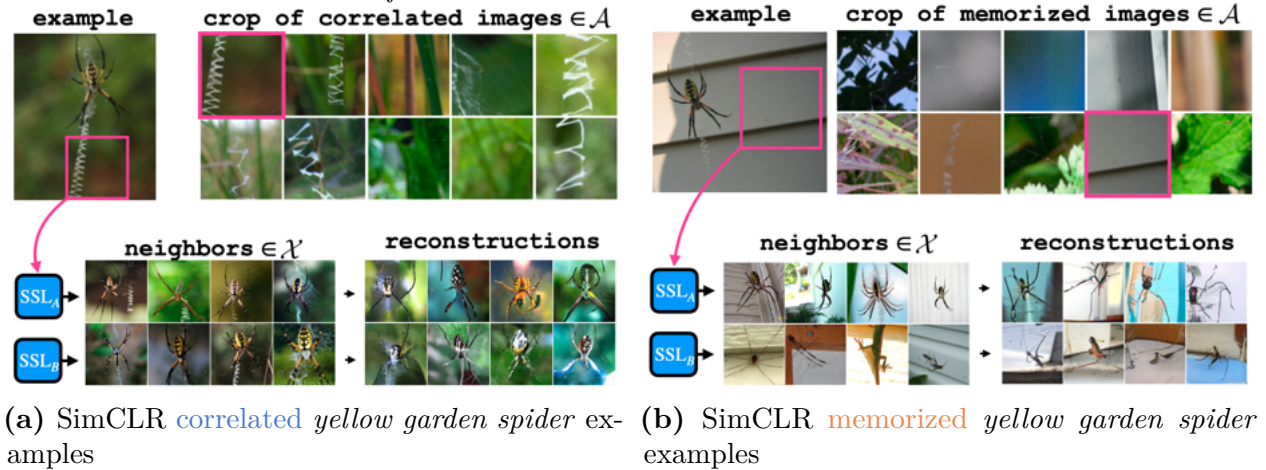 example
crop of correlated images ∈ 𝒜
neighbors ∈ 𝒳
reconstructions
SSL_A
SSL_B
(a) SimCLR correlated yellow garden spider ex-
amples
example
crop of memorized images ∈ 𝒜
neighbors ∈ 𝒳
reconstructions
SSL_A
SSL_B
(b) SimCLR memorized yellow garden spider
examples